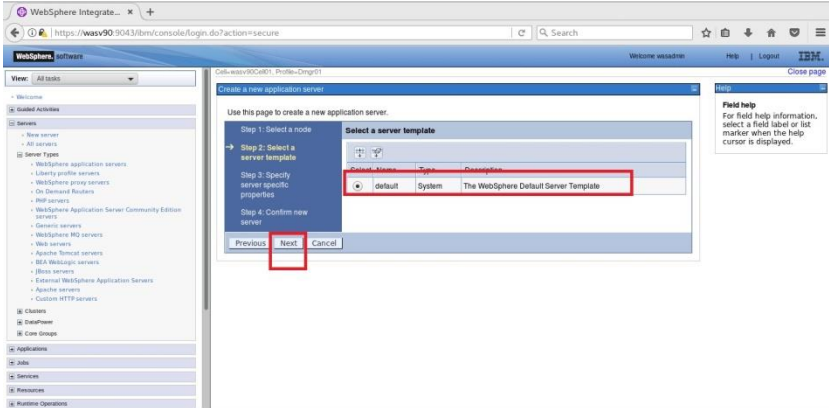 WebSphere Integrate... × +
https://wasv90:9043/ibm/console/login.do?action=secure
Search
WebSphere. software
Welcome wasadmin
Help | Logout
IBM.
View: All tasks
Cell=wasv90Cell01, Profile=Dmgr01
Close page
Welcome
Guided Activities
Servers
New server
All servers
Server Types
WebSphere application servers
Liberty profile servers
WebSphere proxy servers
On Demand Routers
PHP servers
WebSphere Application Server Community Edition
servers
Generic servers
WebSphere MQ servers
Web servers
Apache Tomcat servers
BEA WebLogic servers
JBoss servers
External WebSphere Application Servers
Apache servers
Custom HTTP servers
Clusters
DataPower
Core Groups
Applications
Jobs
Services
Resources
Runtime Operations
Create a new application server
Use this page to create a new application server.
Step 1: Select a node
Step 2: Select a
server template
Step 3: Specify
server specific
properties
Step 4: Confirm new
server
Select a server template
Select Name Type Description
default System The WebSphere Default Server Template
Previous Next Cancel
Help
Field help
For field help information,
select a field label or list
marker when the help
cursor is displayed.